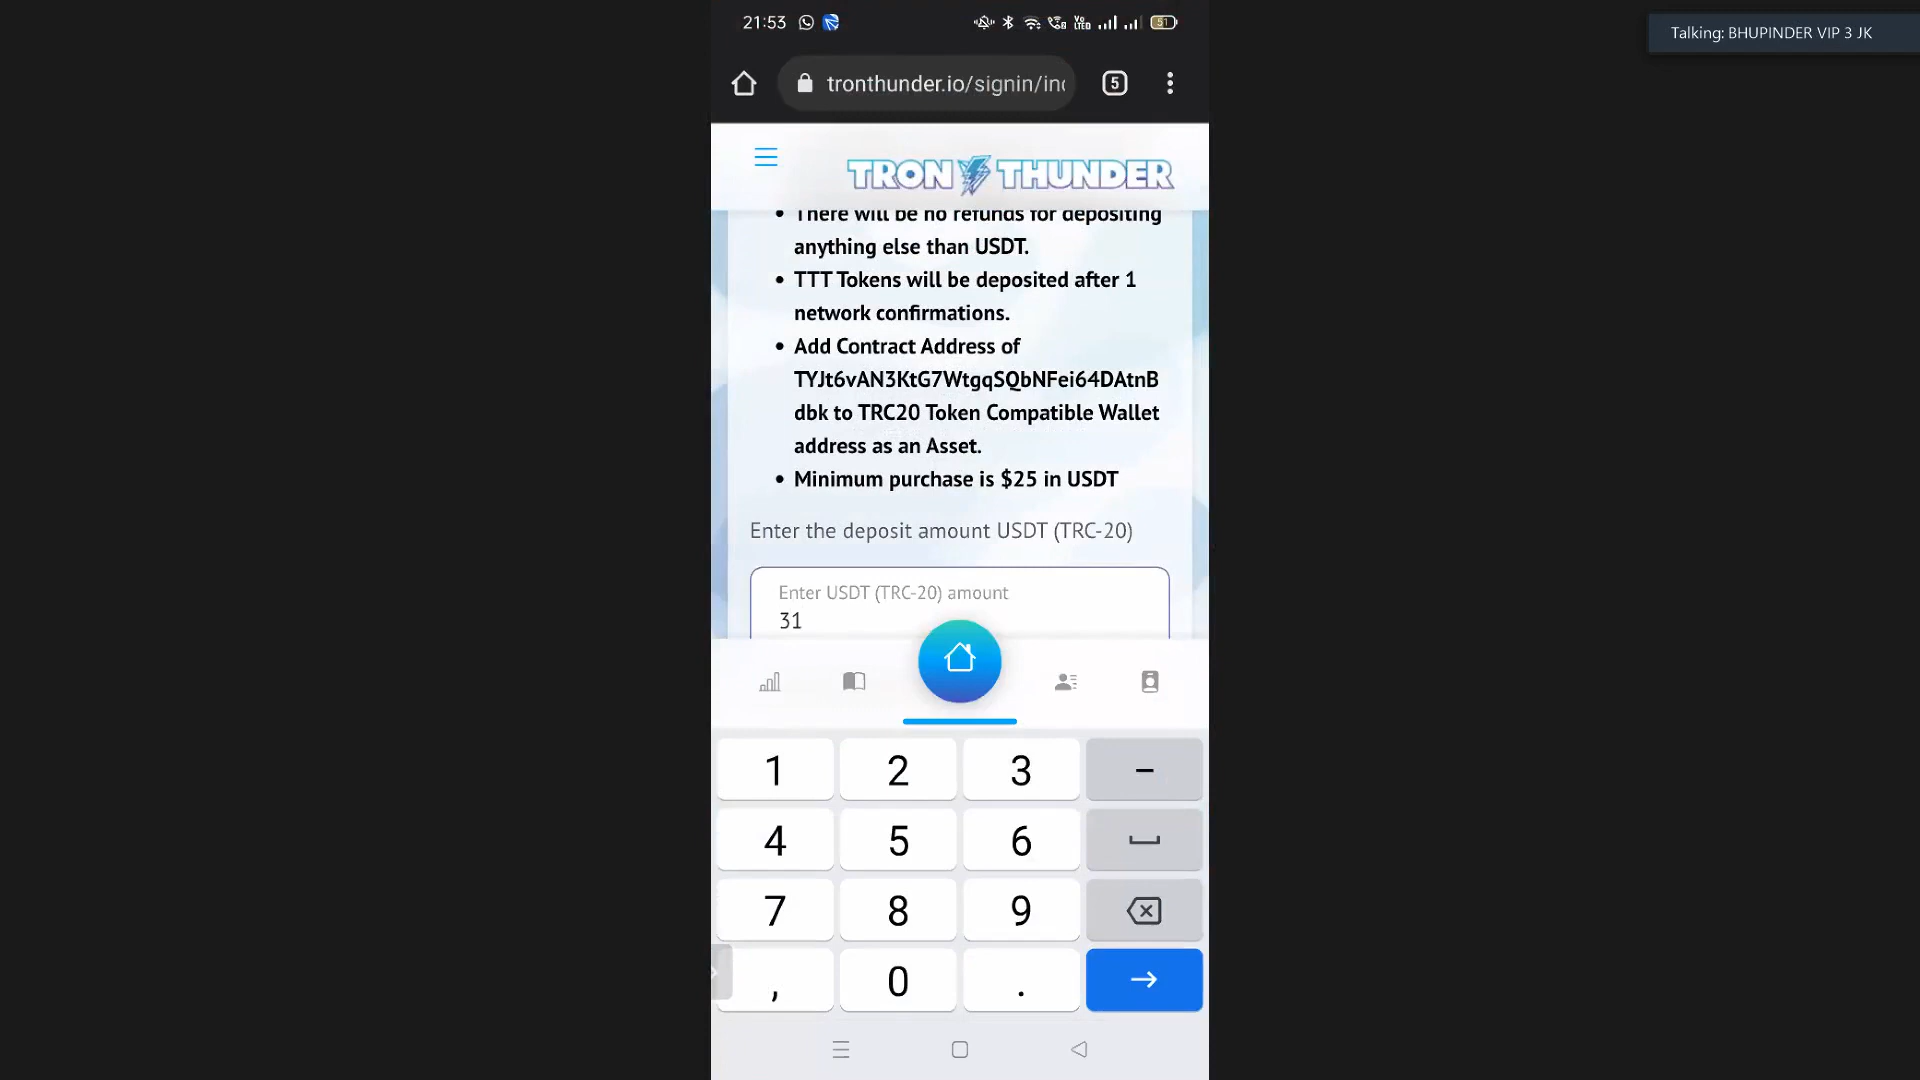 21:53
VO
LTED
51
Talking: BHUPINDER VIP 3 JK
tronthunder.io/signin/in
5
TRON THUNDER
There will be no refunds for depositing
anything else than USDT.
TTT Tokens will be deposited after 1
network confirmations.
Add Contract Address of
TYJt6vAN3KtG7WtgqSQbNFei64DAtnB
dbk to TRC20 Token Compatible Wallet
address as an Asset.
Minimum purchase is $25 in USDT
Enter the deposit amount USDT (TRC-20)
Enter USDT (TRC-20) amount
31
1 2 3 -
4 5 6
7 8 9
, 0 .